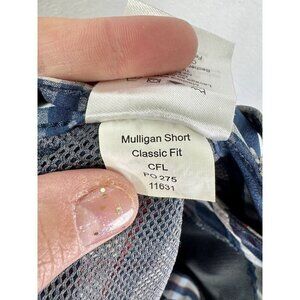 Mulligan Short
Classic Fit
CFL
PO 275
11631